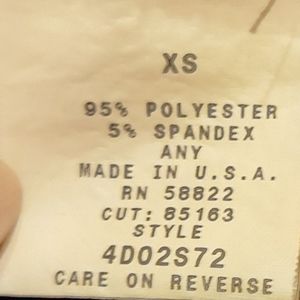 XS
95% POLYESTER
5% SPANDEX
ANY
MADE IN U.S.A.
RN 58822
CUT: 85163
STYLE
4D02S72
CARE ON REVERSE